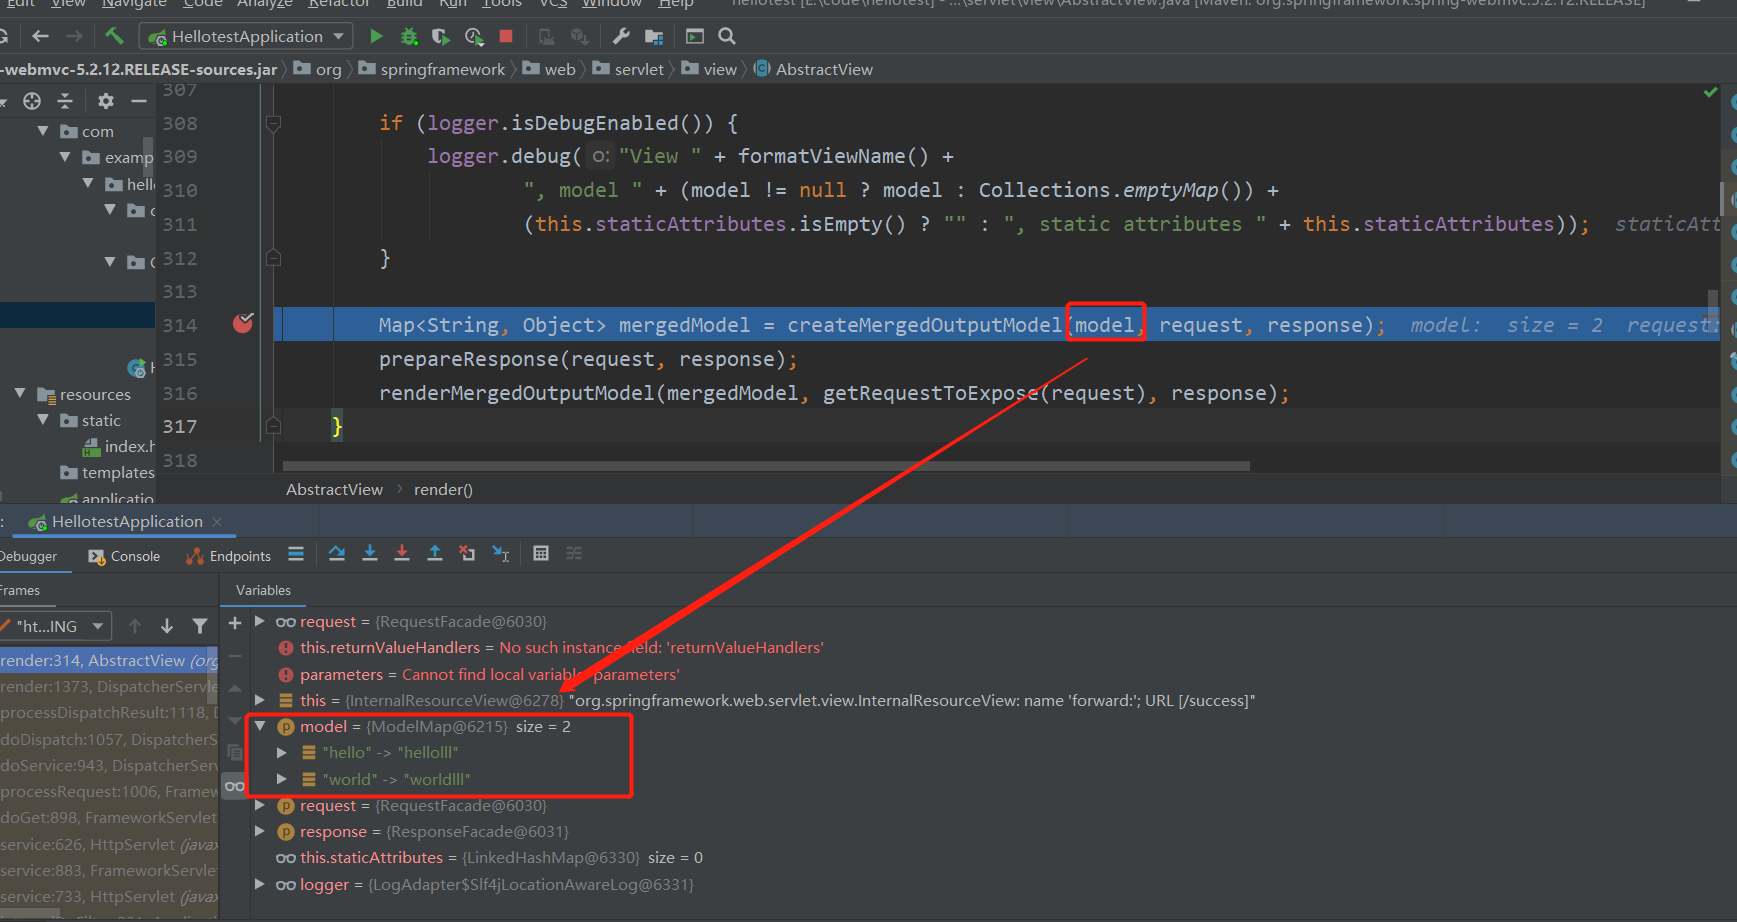 Edit View Navigate Code Analyze Refactor Build Run Tools VCS Window Help hellotest [E:\code\hellotest] - ...\servlet\view\AbstractView.java [Maven: org.springframework:spring-webmvc:5.2.12.RELEASE]
HellotestApplication
-webmvc-5.2.12.RELEASE-sources.jar org springframework web servlet view AbstractView
com
examp
hell
resources
static
index.h
templates
applicatio
307
308 if (logger.isDebugEnabled()) {
309 logger.debug( o: "View " + formatViewName() +
310 ", model " + (model != null ? model : Collections.emptyMap()) +
311 (this.staticAttributes.isEmpty() ? "" : ", static attributes " + this.staticAttributes)); staticAtt
312 }
313
314 Map<String, Object> mergedModel = createMergedOutputModel(model, request, response); model: size = 2 request:
315 prepareResponse(request, response);
316 renderMergedOutputModel(mergedModel, getRequestToExpose(request), response);
317 }
318
AbstractView render()
: HellotestApplication
Debugger Console Endpoints
Frames
"ht...ING
render:314, AbstractView (org
render:1373, DispatcherServle
processDispatchResult:1118, D
doDispatch:1057, DispatcherS
doService:943, DispatcherServ
processRequest:1006, Framew
doGet:898, FrameworkServlet
service:626, HttpServlet (javax
service:883, FrameworkServlet
service:733, HttpServlet (javax
Variables
request = {RequestFacade@6030}
this.returnValueHandlers = No such instance field: 'returnValueHandlers'
parameters = Cannot find local variable 'parameters'
this = {InternalResourceView@6278} "org.springframework.web.servlet.view.InternalResourceView: name 'forward:'; URL [/success]"
model = {ModelMap@6215} size = 2
"hello" -> "hellolll"
"world" -> "worldlll"
request = {RequestFacade@6030}
response = {ResponseFacade@6031}
this.staticAttributes = {LinkedHashMap@6330} size = 0
logger = {LogAdapter$Slf4jLocationAwareLog@6331}